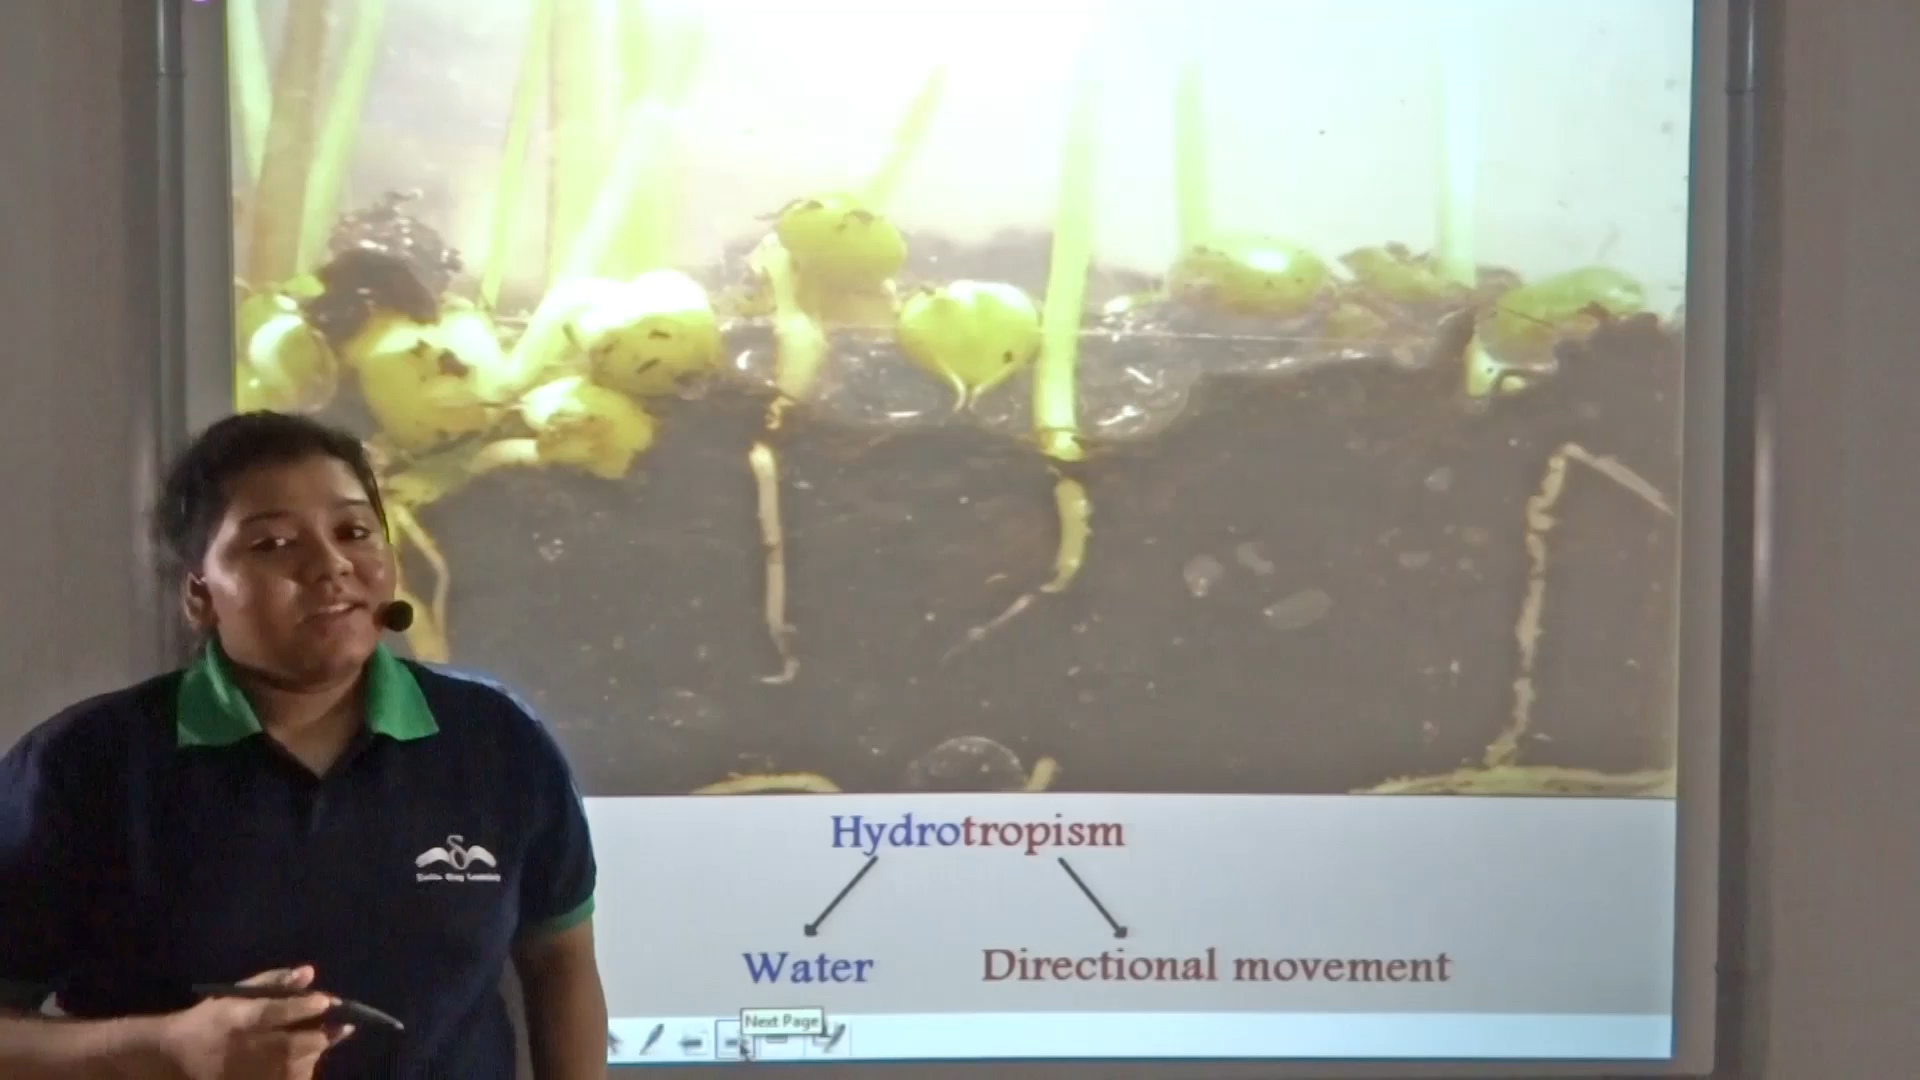 Hydrotropism
Water
Directional movement
Next Page